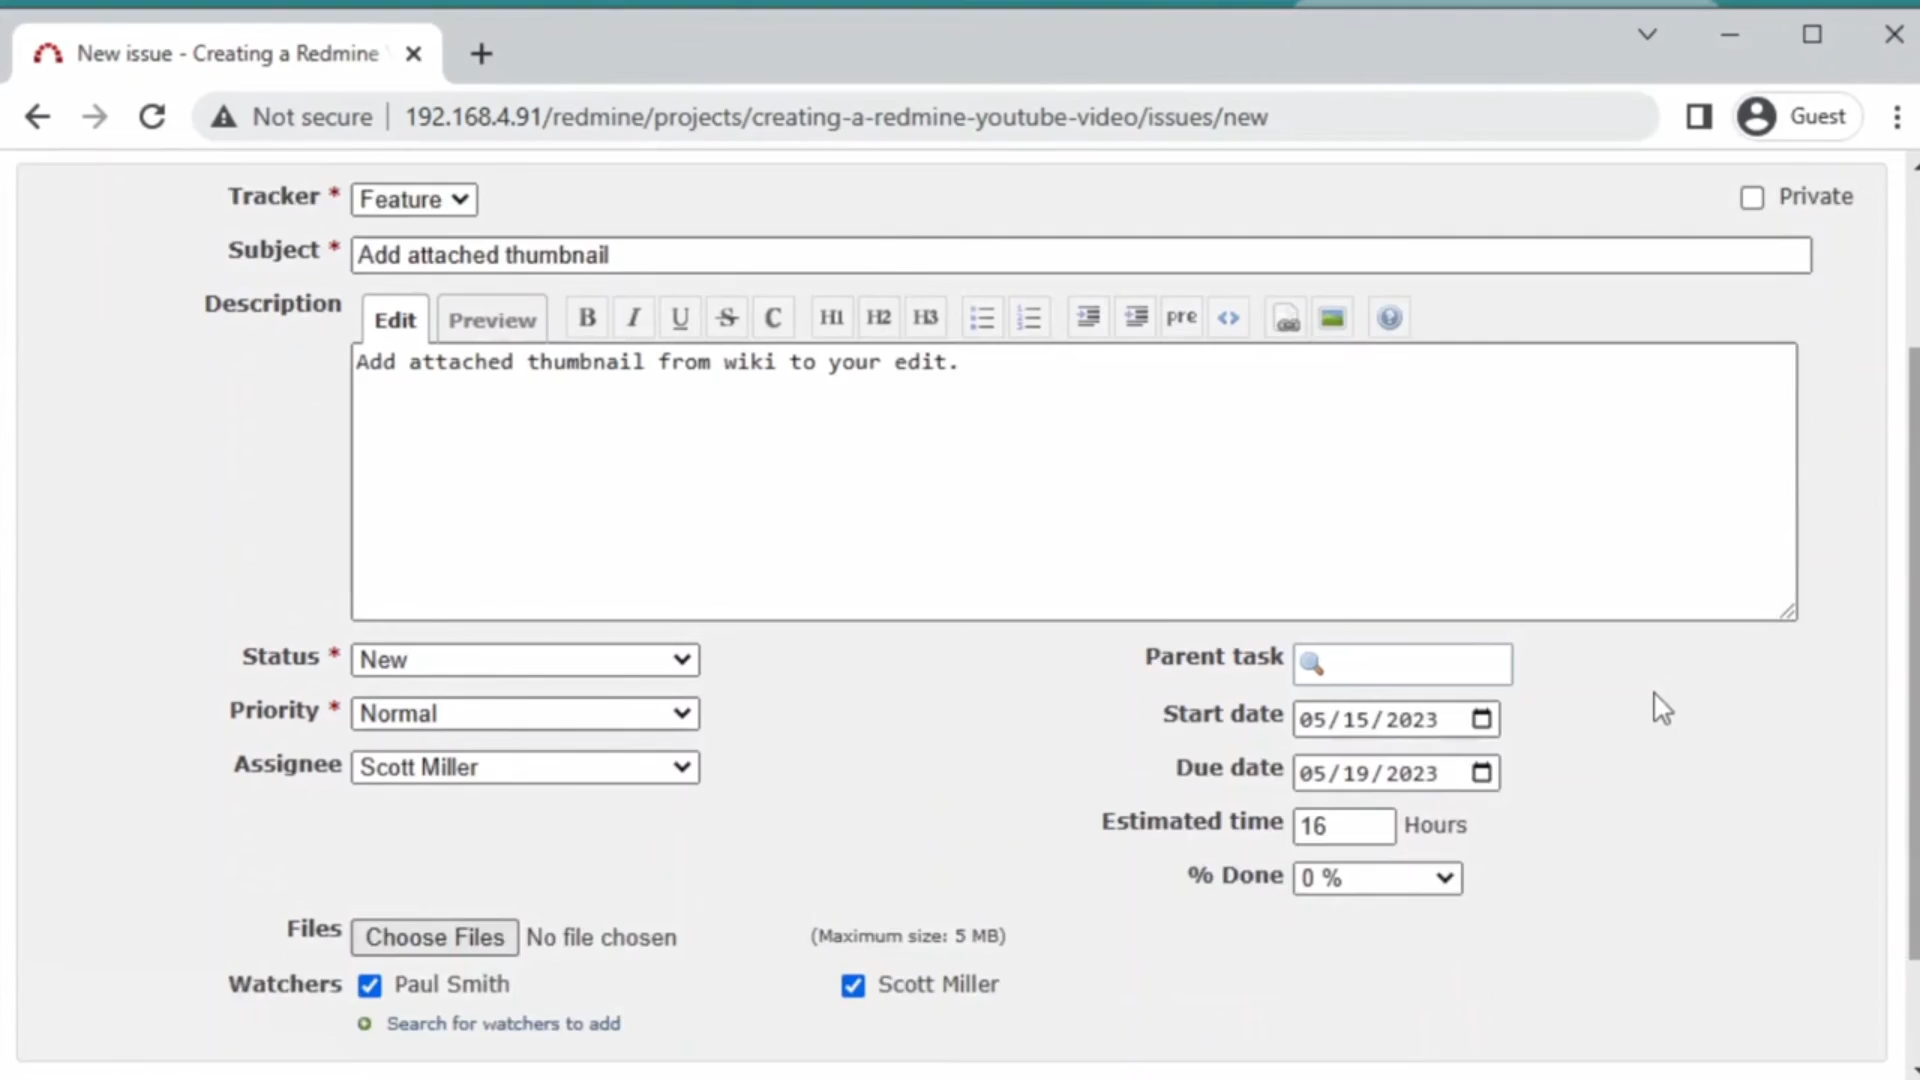 New issue - Creating a Redmine
Not secure
192.168.4.91/redmine/projects/creating-a-redmine-youtube-video/issues/new
Guest
Tracker * Feature
Private
Subject * Add attached thumbnail
Description Edit Preview B I U S C H1 H2 H3 pre <>
Add attached thumbnail from wiki to your edit.
Status * New
Parent task
Priority * Normal
Start date 05/15/2023
Assignee Scott Miller
Due date 05/19/2023
Estimated time 16 Hours
% Done 0 %
Files Choose Files No file chosen (Maximum size: 5 MB)
Watchers Paul Smith Scott Miller
Search for watchers to add